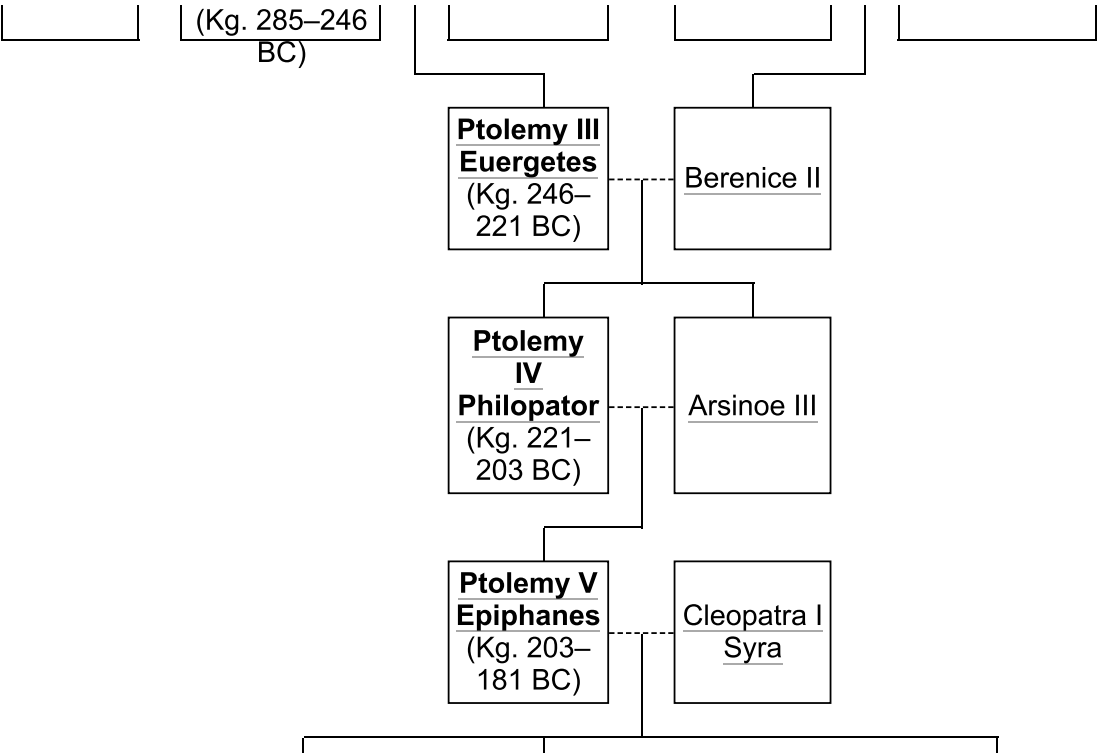 (Kg. 285–246
BC)
Ptolemy III
Euergetes
(Kg. 246–
221 BC)
Berenice II
Ptolemy
IV
Philopator
(Kg. 221–
203 BC)
Arsinoe III
Ptolemy V
Epiphanes
(Kg. 203–
181 BC)
Cleopatra I
Syra